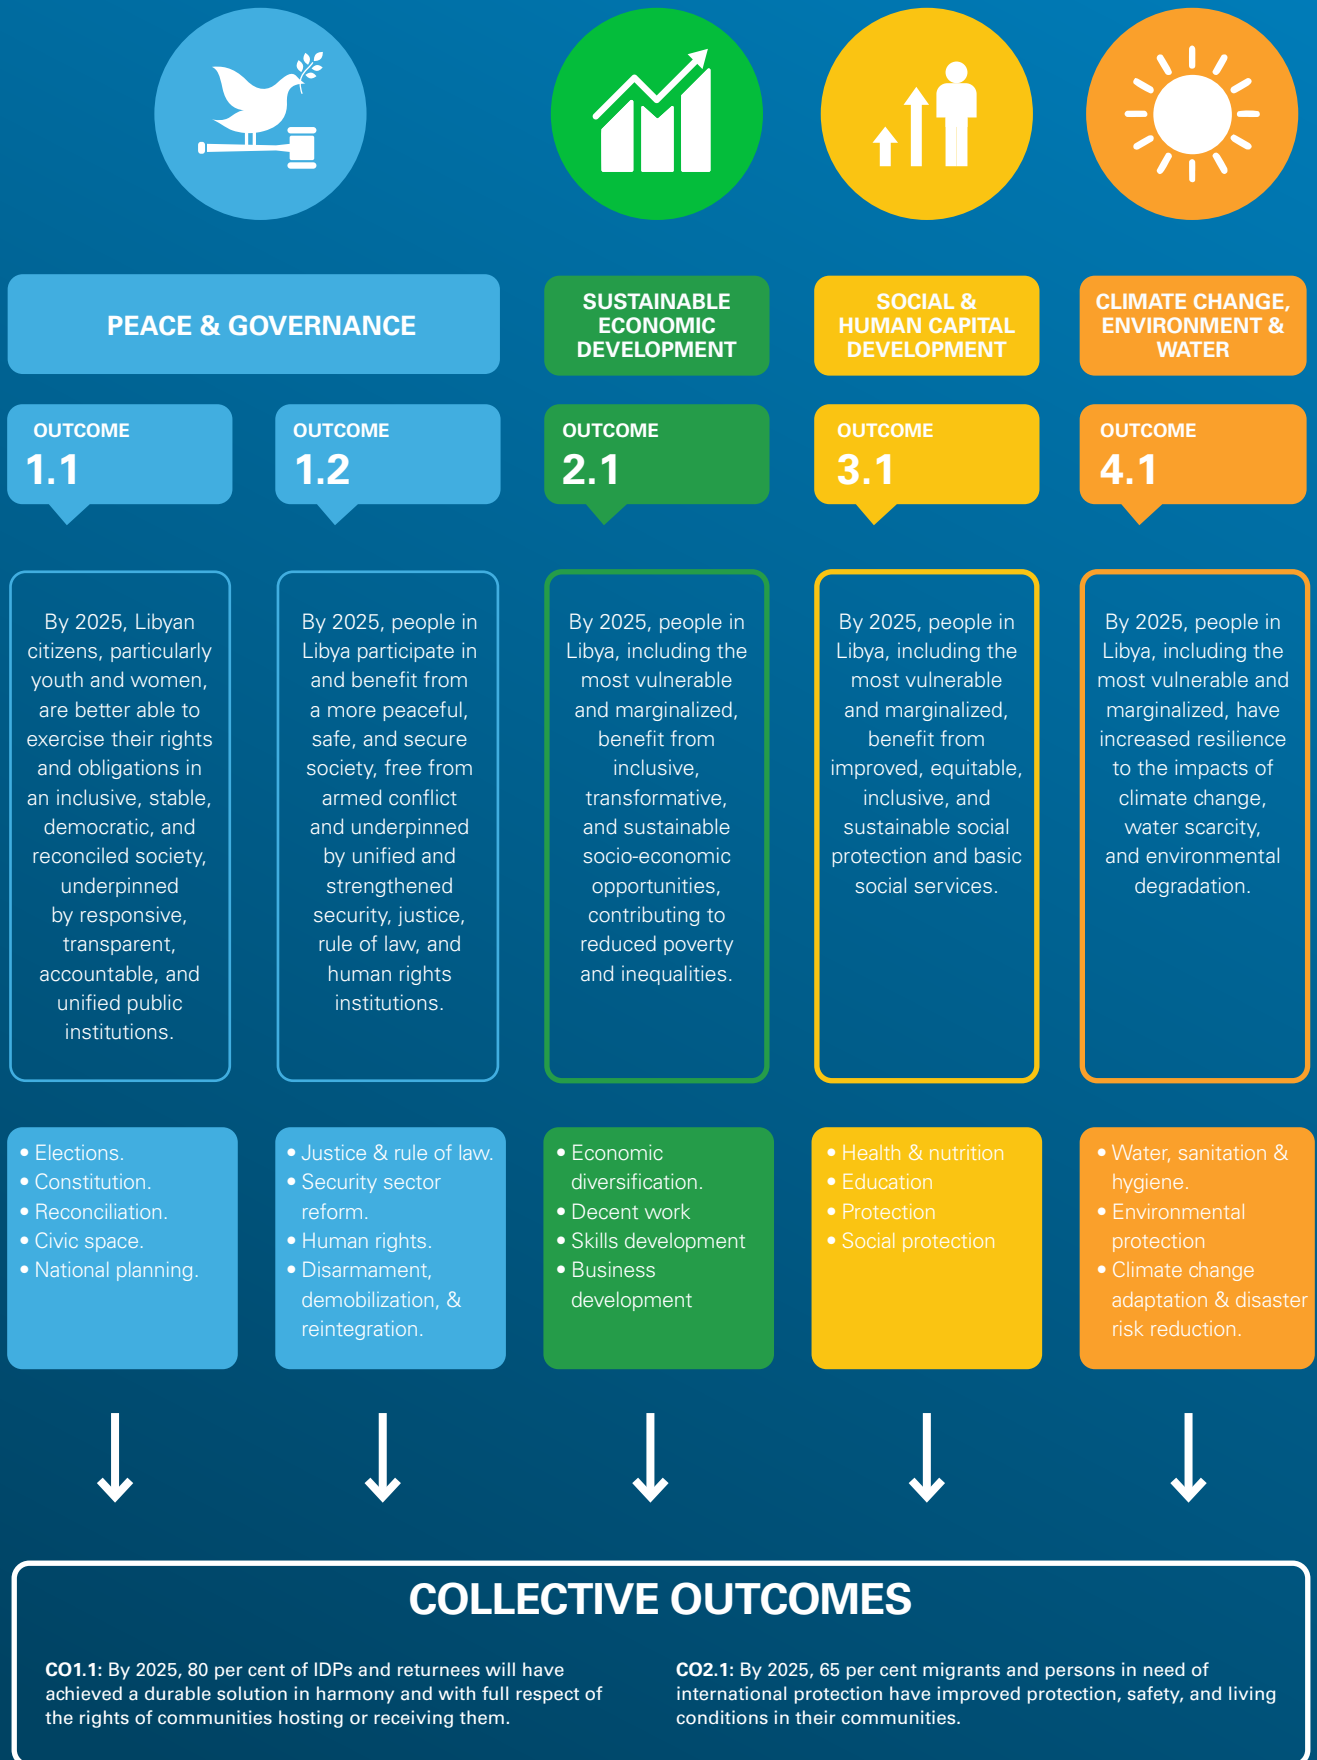 PEACE & GOVERNANCE
SUSTAINABLE
ECONOMIC
DEVELOPMENT
SOCIAL &
HUMAN CAPITAL
DEVELOPMENT
CLIMATE CHANGE,
ENVIRONMENT &
WATER
OUTCOME
1.1
OUTCOME
1.2
OUTCOME
2.1
OUTCOME
3.1
OUTCOME
4.1
By 2025, Libyan
citizens, particularly
youth and women,
are better able to
exercise their rights
and obligations in
an inclusive, stable,
democratic, and
reconciled society,
underpinned
by responsive,
transparent,
accountable, and
unified public
institutions.
By 2025, people in
Libya participate in
and benefit from
a more peaceful,
safe, and secure
society, free from
armed conflict
and underpinned
by unified and
strengthened
security, justice,
rule of law, and
human rights
institutions.
By 2025, people in
Libya, including the
most vulnerable
and marginalized,
benefit from
inclusive,
transformative,
and sustainable
socio-economic
opportunities,
contributing to
reduced poverty
and inequalities.
By 2025, people in
Libya, including the
most vulnerable
and marginalized,
benefit from
improved, equitable,
inclusive, and
sustainable social
protection and basic
social services.
By 2025, people in
Libya, including the
most vulnerable and
marginalized, have
increased resilience
to the impacts of
climate change,
water scarcity,
and environmental
degradation.
• Elections.
• Constitution.
• Reconciliation.
• Civic space.
• National planning.
• Justice & rule of law.
• Security sector
reform.
• Human rights.
• Disarmament,
demobilization, &
reintegration.
• Economic
diversification.
• Decent work
• Skills development
• Business
development
• Health & nutrition
• Education
• Protection
• Social protection
• Water, sanitation &
hygiene.
• Environmental
protection
• Climate change
adaptation & disaster
risk reduction.
COLLECTIVE OUTCOMES
CO1.1: By 2025, 80 per cent of IDPs and returnees will have
achieved a durable solution in harmony and with full respect of
the rights of communities hosting or receiving them.
CO2.1: By 2025, 65 per cent migrants and persons in need of
international protection have improved protection, safety, and living
conditions in their communities.